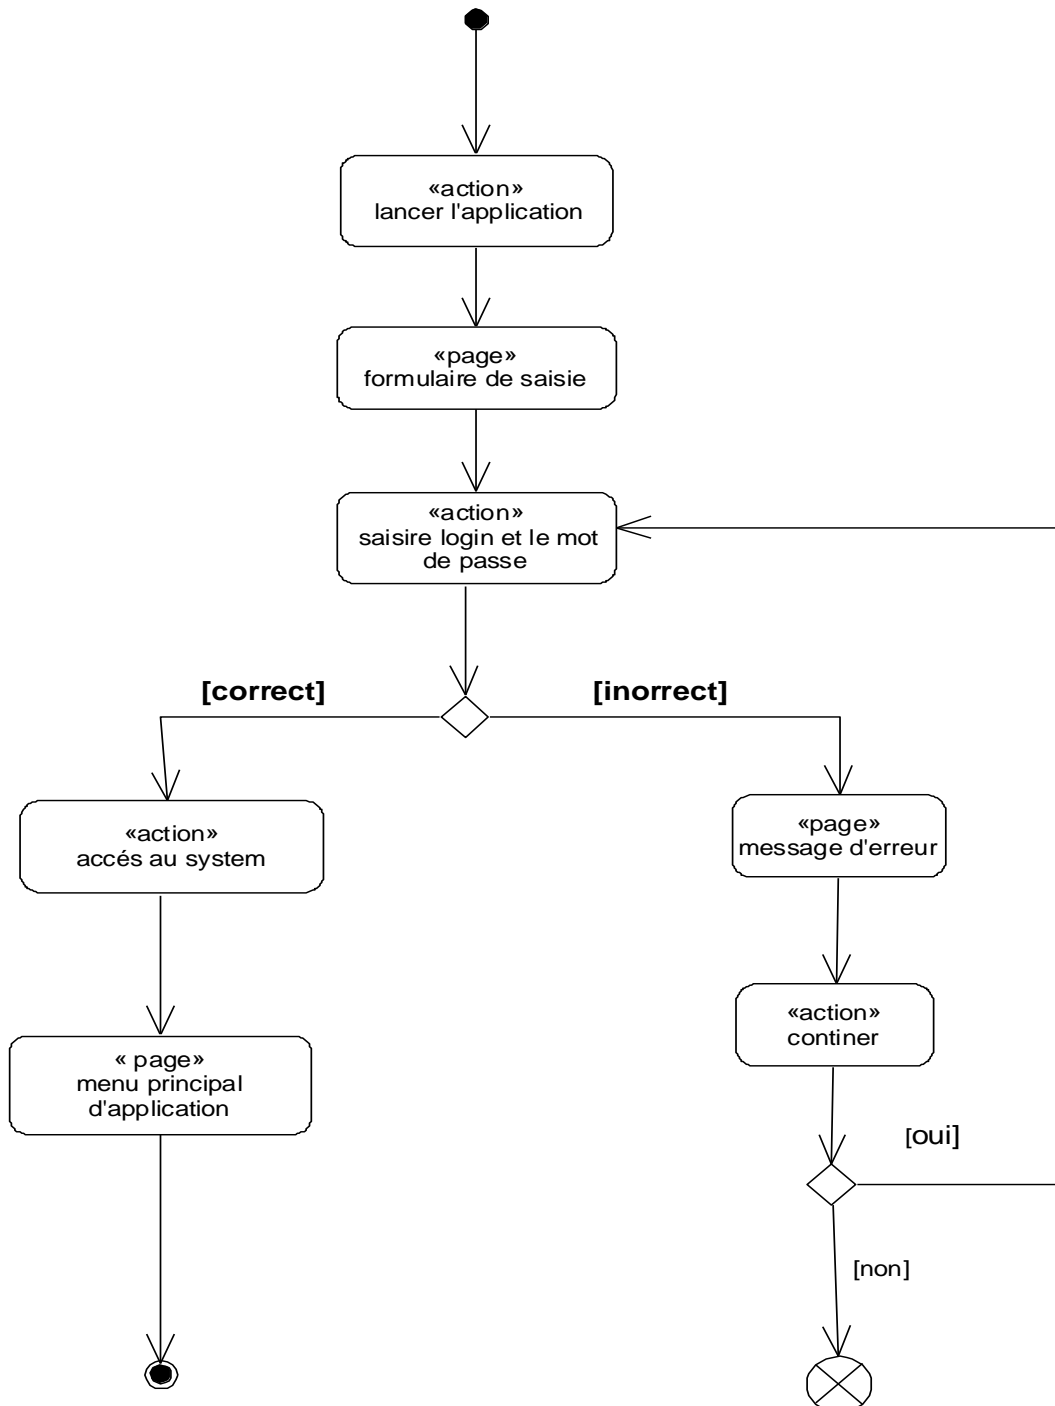 «action»
lancer l'application
«page»
formulaire de saisie
«action»
saisire login et le mot
de passe
[correct]
[inorrect]
«action»
accés au system
«page»
message d'erreur
« page»
menu principal
d'application
«action»
continer
[oui]
[non]